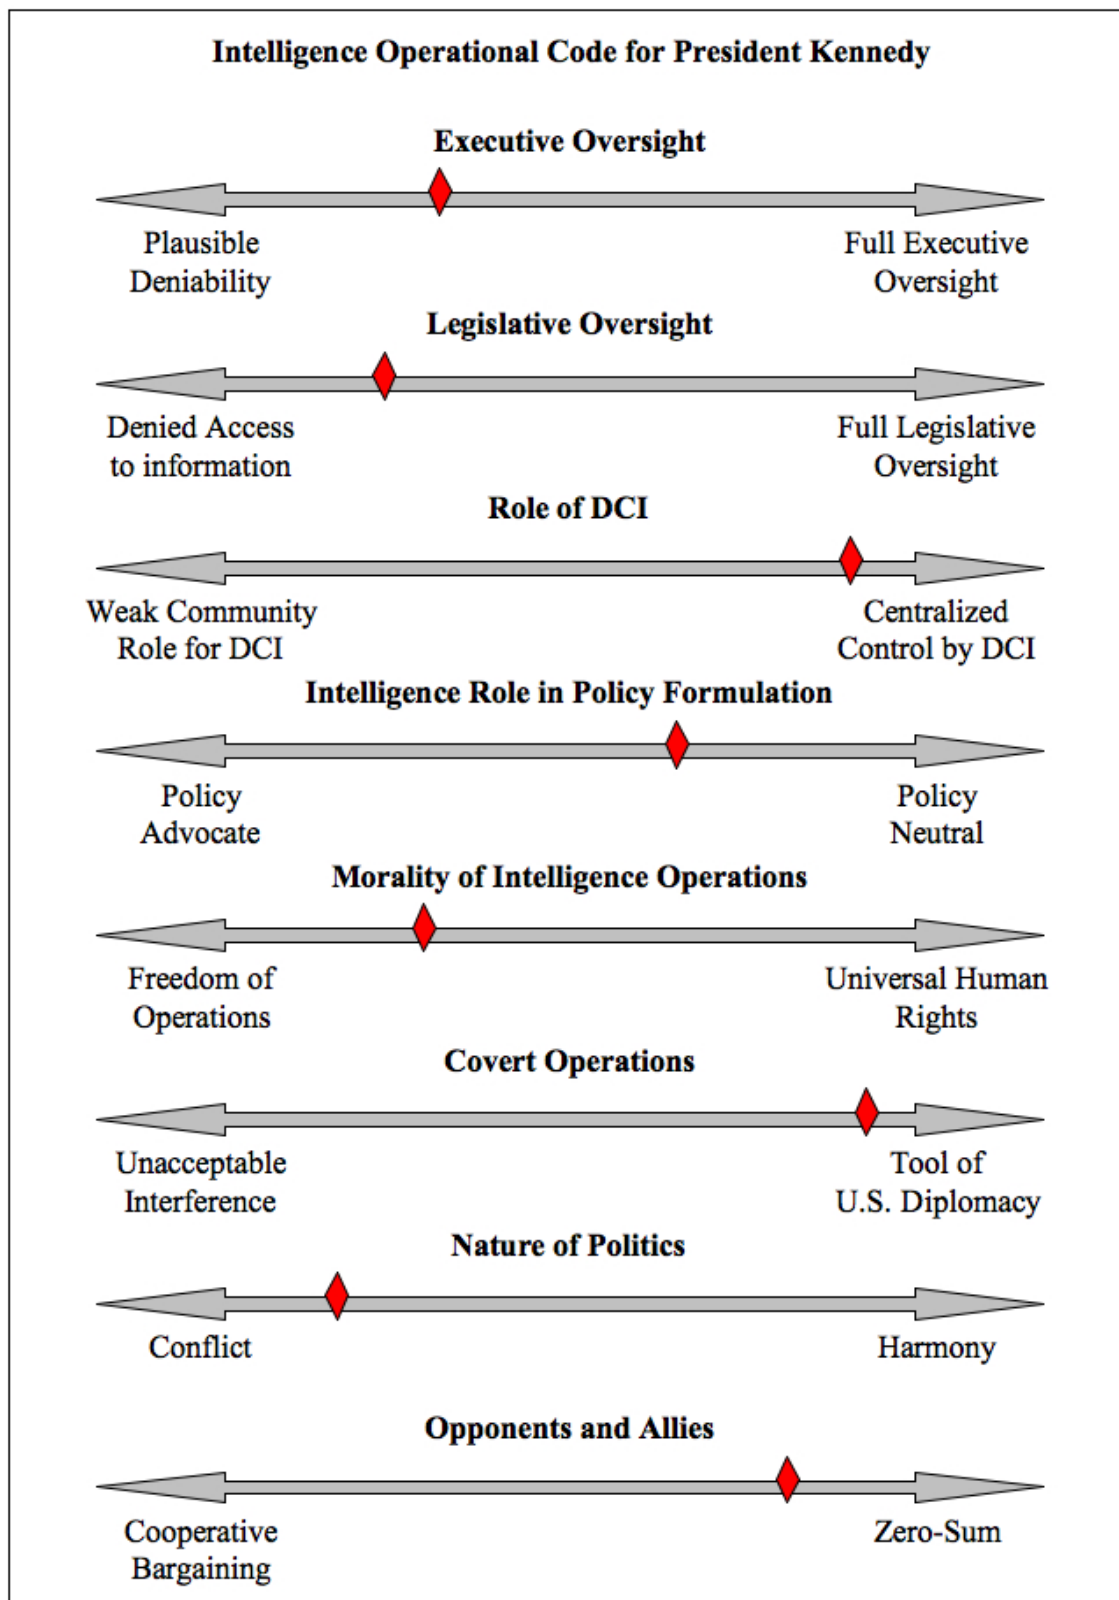 Intelligence Operational Code for President Kennedy
Executive Oversight
Plausible
Deniability
Full Executive
Oversight
Legislative Oversight
Denied Access
to information
Full Legislative
Oversight
Role of DCI
Weak Community
Role for DCI
Centralized
Control by DCI
Intelligence Role in Policy Formulation
Policy
Advocate
Policy
Neutral
Morality of Intelligence Operations
Freedom of
Operations
Universal Human
Rights
Covert Operations
Unacceptable
Interference
Tool of
U.S. Diplomacy
Nature of Politics
Conflict
Harmony
Opponents and Allies
Cooperative
Bargaining
Zero-Sum